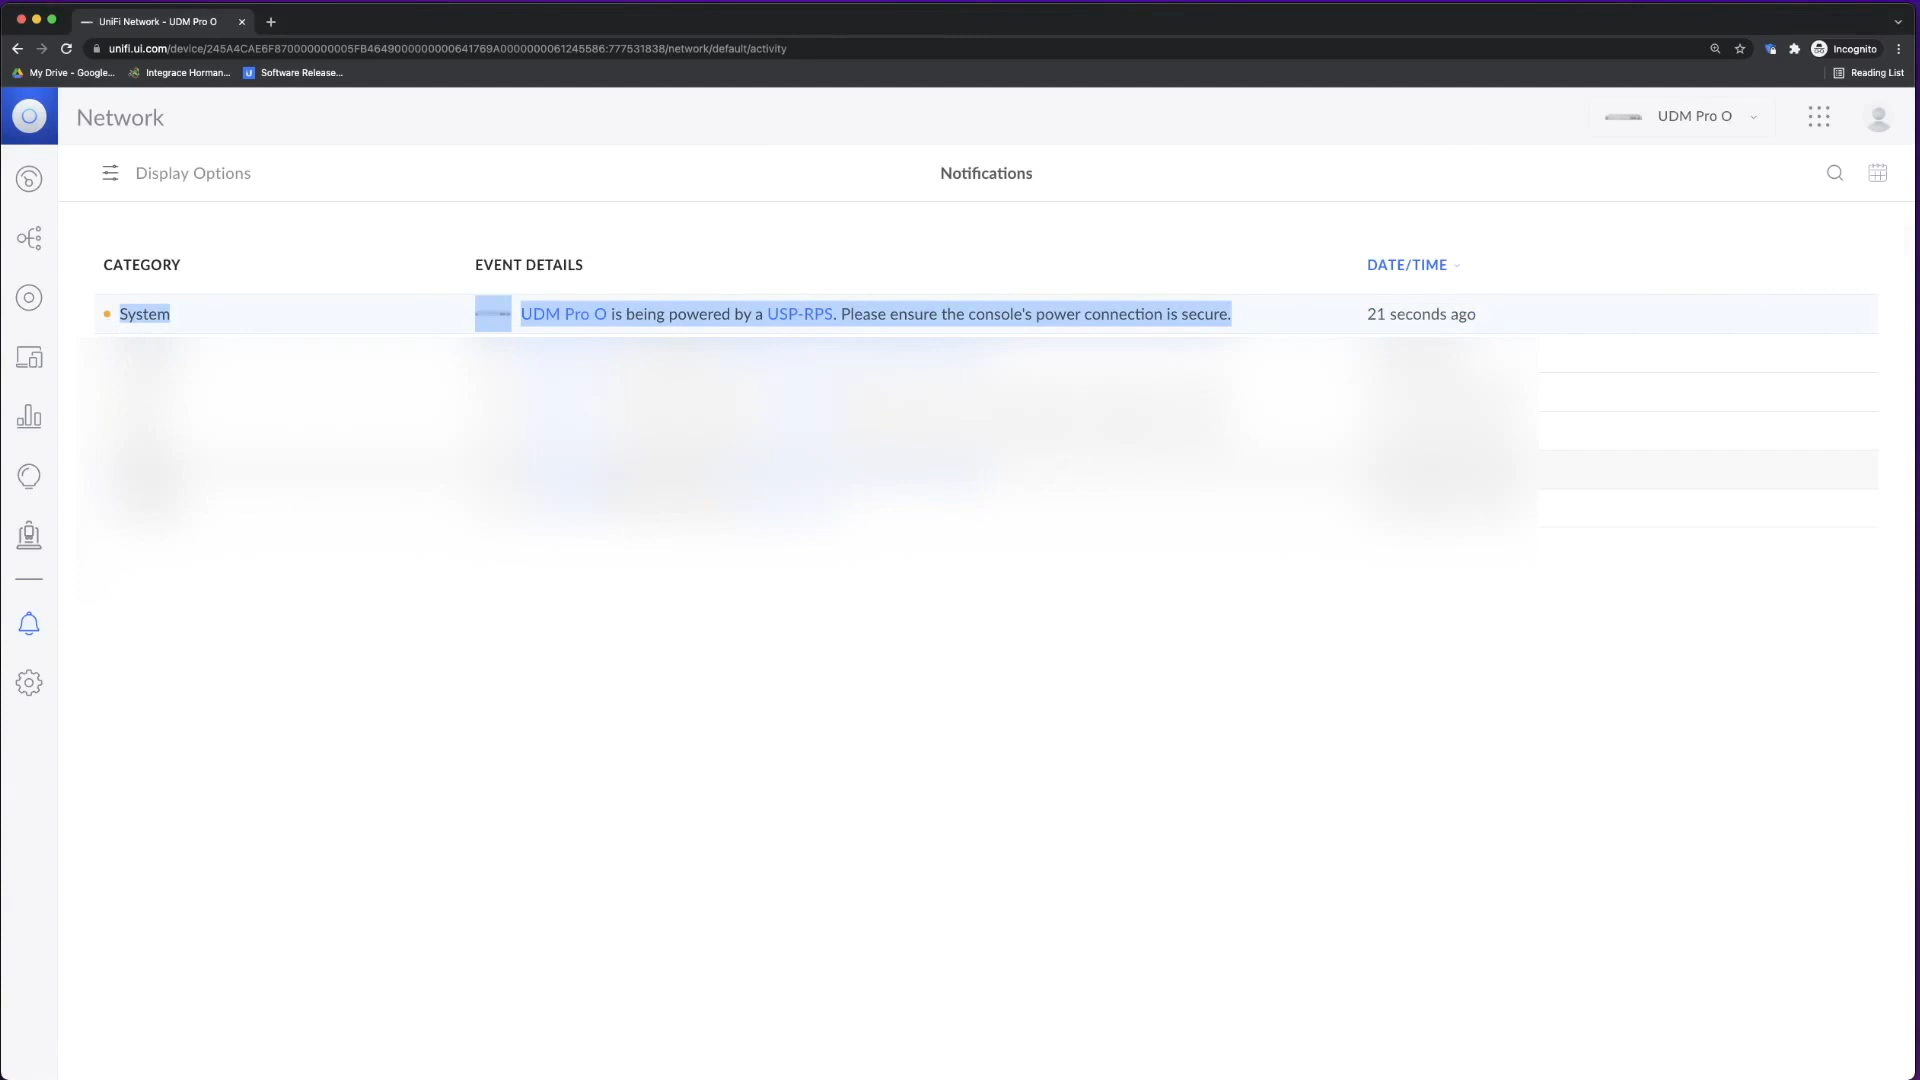 UniFi Network - UDM Pro O
unifi.ui.com/device/245A4CAE6F870000000005FB4649000000000641769A0000000061245586:777531838/network/default/activity
Incognito
My Drive - Google...
Integrace Horman...
Software Release...
Reading List
Network
UDM Pro O
Display Options
Notifications
CATEGORY
EVENT DETAILS
DATE/TIME
System
UDM Pro O is being powered by a USP-RPS. Please ensure the console's power connection is secure.
21 seconds ago